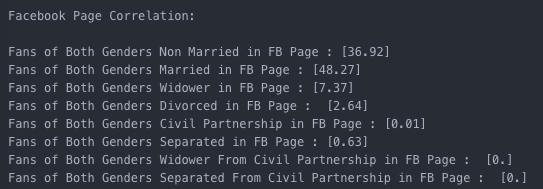 Facebook Page Correlation:
Fans of Both Genders Non Married in FB Page : [36.92]
Fans of Both Genders Married in FB Page : [48.27]
Fans of Both Genders Widower in FB Page : [7.37]
Fans of Both Genders Divorced in FB Page :  [2.64]
Fans of Both Genders Civil Partnership in FB Page : [0.01]
Fans of Both Genders Separated in FB Page : [0.63]
Fans of Both Genders Widower From Civil Partnership in FB Page :  [0.]
Fans of Both Genders Separated From Civil Partnership in FB Page :  [0.]